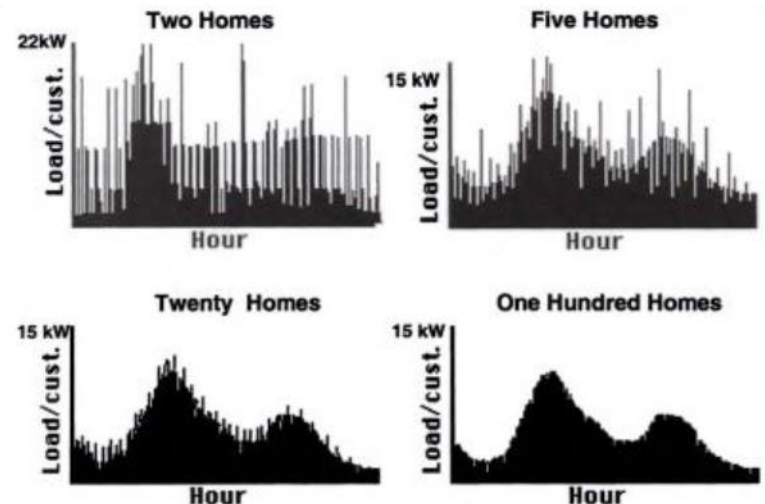 Two Homes
22kW
Load/cust.
Hour
Five Homes
15 kW
Load/cust.
Hour
Twenty Homes
15 kW
Load/cust.
Hour
One Hundred Homes
15 kW
Load/cust.
Hour